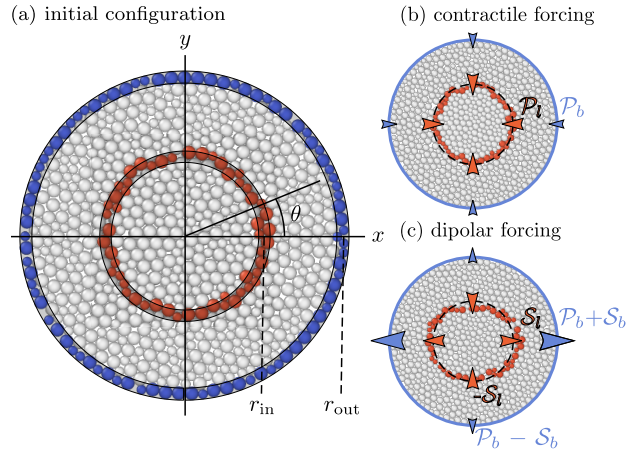 (a) initial configuration
y
x
θ
r_in
r_out
(b) contractile forcing
𝒫_l
𝒫_b
(c) dipolar forcing
𝒮_l
𝒫_b+𝒮_b
-𝒮_l
𝒫_b − 𝒮_b